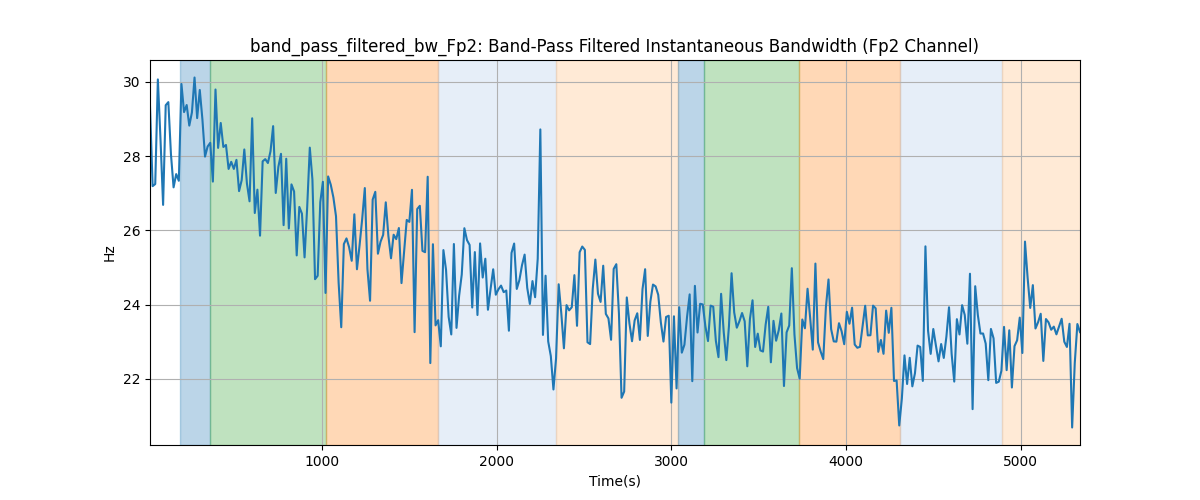 band_pass_filtered_bw_Fp2: Band-Pass Filtered Instantaneous Bandwidth (Fp2 Channel)
30
28
26
24
22
Hz
1000 2000 3000 4000 5000
Time(s)